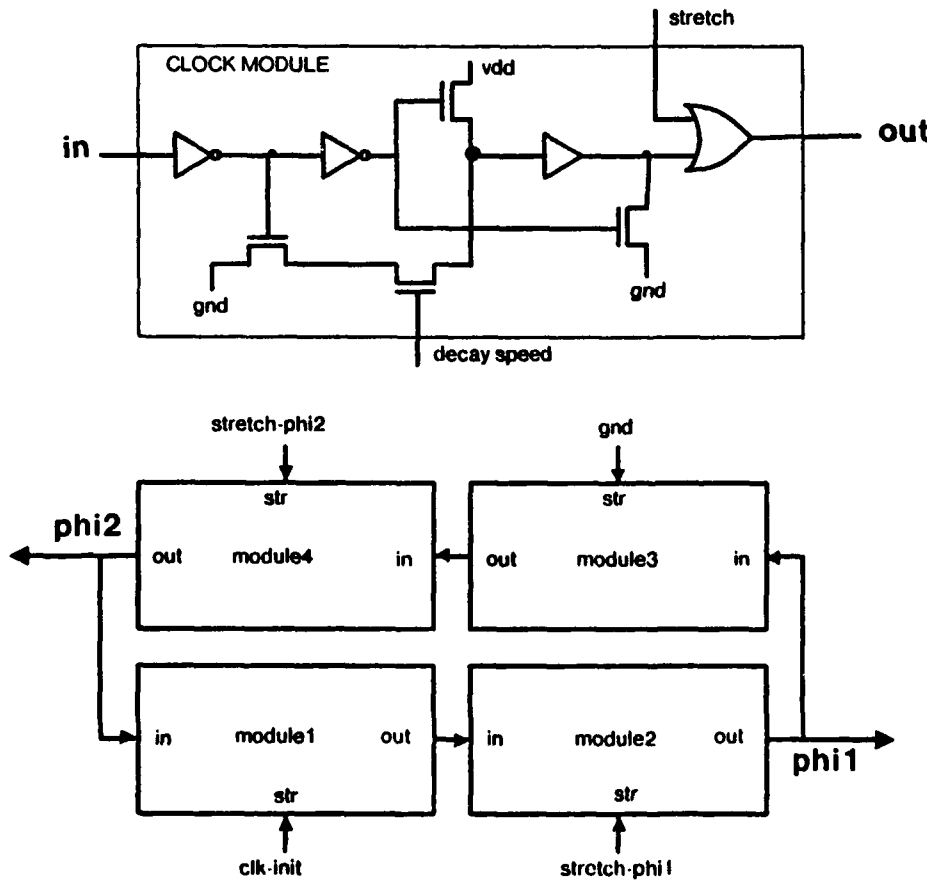 stretch
CLOCK MODULE
vdd
in
out
gnd
gnd
decay speed
stretch-phi2
gnd
str
str
phi2
out
module4
in
out
module3
in
in
module1
out
in
module2
out
phi1
str
str
clk-init
stretch-phi1